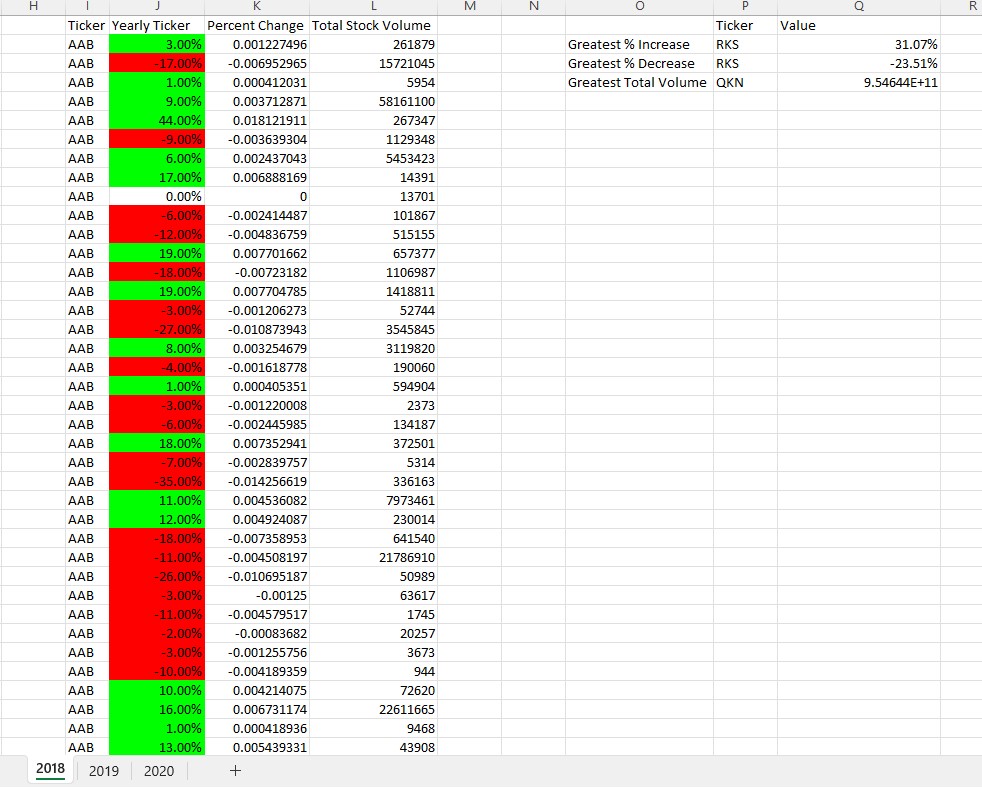 H I J K L M N O P Q R
Ticker Yearly Ticker Percent Change Total Stock Volume Ticker Value
AAB 3.00% 0.001227496 261879 Greatest % Increase RKS 31.07%
AAB -17.00% -0.006952965 15721045 Greatest % Decrease RKS -23.51%
AAB 1.00% 0.000412031 5954 Greatest Total Volume QKN 9.54644E+11
AAB 9.00% 0.003712871 58161100
AAB 44.00% 0.018121911 267347
AAB -9.00% -0.003639304 1129348
AAB 6.00% 0.002437043 5453423
AAB 17.00% 0.006888169 14391
AAB 0.00% 0 13701
AAB -6.00% -0.002414487 101867
AAB -12.00% -0.004836759 515155
AAB 19.00% 0.007701662 657377
AAB -18.00% -0.00723182 1106987
AAB 19.00% 0.007704785 1418811
AAB -3.00% -0.001206273 52744
AAB -27.00% -0.010873943 3545845
AAB 8.00% 0.003254679 3119820
AAB -4.00% -0.001618778 190060
AAB 1.00% 0.000405351 594904
AAB -3.00% -0.001220008 2373
AAB -6.00% -0.002445985 134187
AAB 18.00% 0.007352941 372501
AAB -7.00% -0.002839757 5314
AAB -35.00% -0.014256619 336163
AAB 11.00% 0.004536082 7973461
AAB 12.00% 0.004924087 230014
AAB -18.00% -0.007358953 641540
AAB -11.00% -0.004508197 21786910
AAB -26.00% -0.010695187 50989
AAB -3.00% -0.00125 63617
AAB -11.00% -0.004579517 1745
AAB -2.00% -0.00083682 20257
AAB -3.00% -0.001255756 3673
AAB -10.00% -0.004189359 944
AAB 10.00% 0.004214075 72620
AAB 16.00% 0.006731174 22611665
AAB 1.00% 0.000418936 9468
AAB 13.00% 0.005439331 43908
2018 2019 2020 +